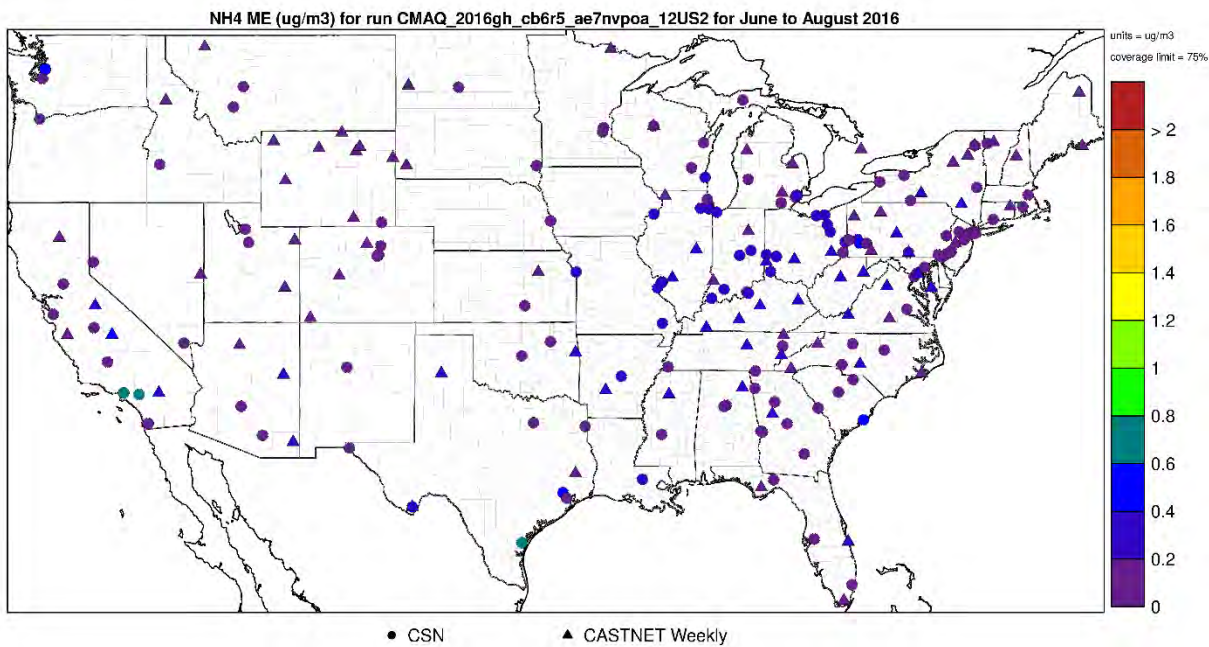 NH4 ME (ug/m3) for run CMAQ_2016gh_cb6r5_ae7nvpoa_12US2 for June to August 2016
units = ug/m3
coverage limit = 75%
> 2
1.8
1.6
1.4
1.2
1
0.8
0.6
0.4
0.2
0
CSN
CASTNET Weekly